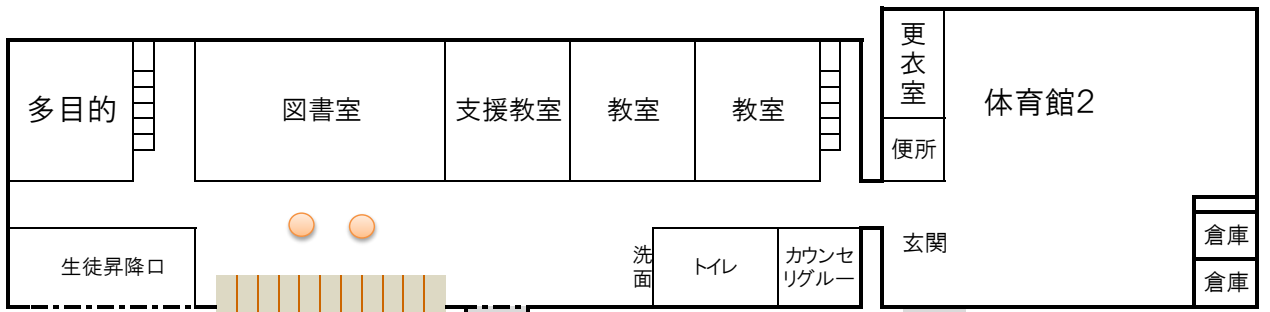 多目的
図書室
支援教室
教室
教室
更衣室
便所
体育館2
生徒昇降口
洗面
トイレ
カウンセ
リグルー
玄関
倉庫
倉庫